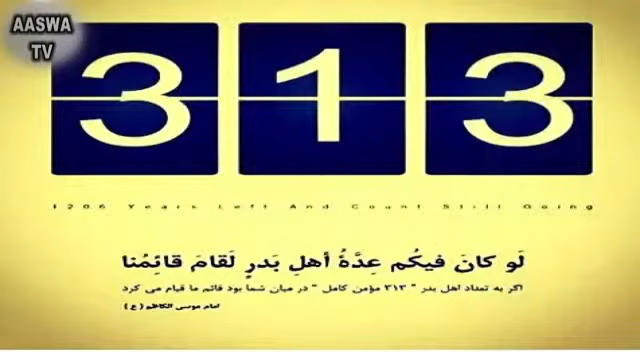 AASWA
TV
313
1206 Years Left And Count Still Going
لَو كانَ فيكُم عِدَّةُ أهلِ بَدرٍ لَقامَ قائِمُنا
اگر به تعداد اهل بدر " ۳۱۳ مؤمن کامل " در میان شما بود قائم ما قیام می کرد
امام موسی الکاظم (ع)